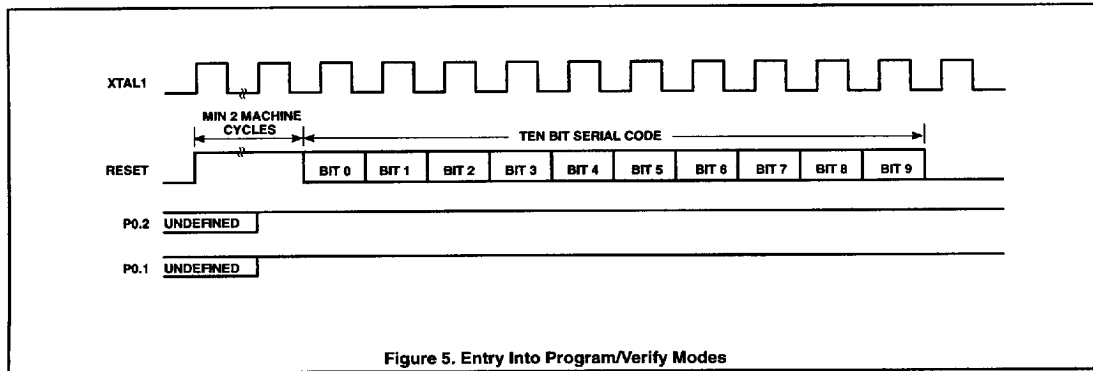 XTAL1
MIN 2 MACHINE
CYCLES
TEN BIT SERIAL CODE
RESET
BIT 0 BIT 1 BIT 2 BIT 3 BIT 4 BIT 5 BIT 6 BIT 7 BIT 8 BIT 9
P0.2
UNDEFINED
P0.1
UNDEFINED
Figure 5. Entry Into Program/Verify Modes